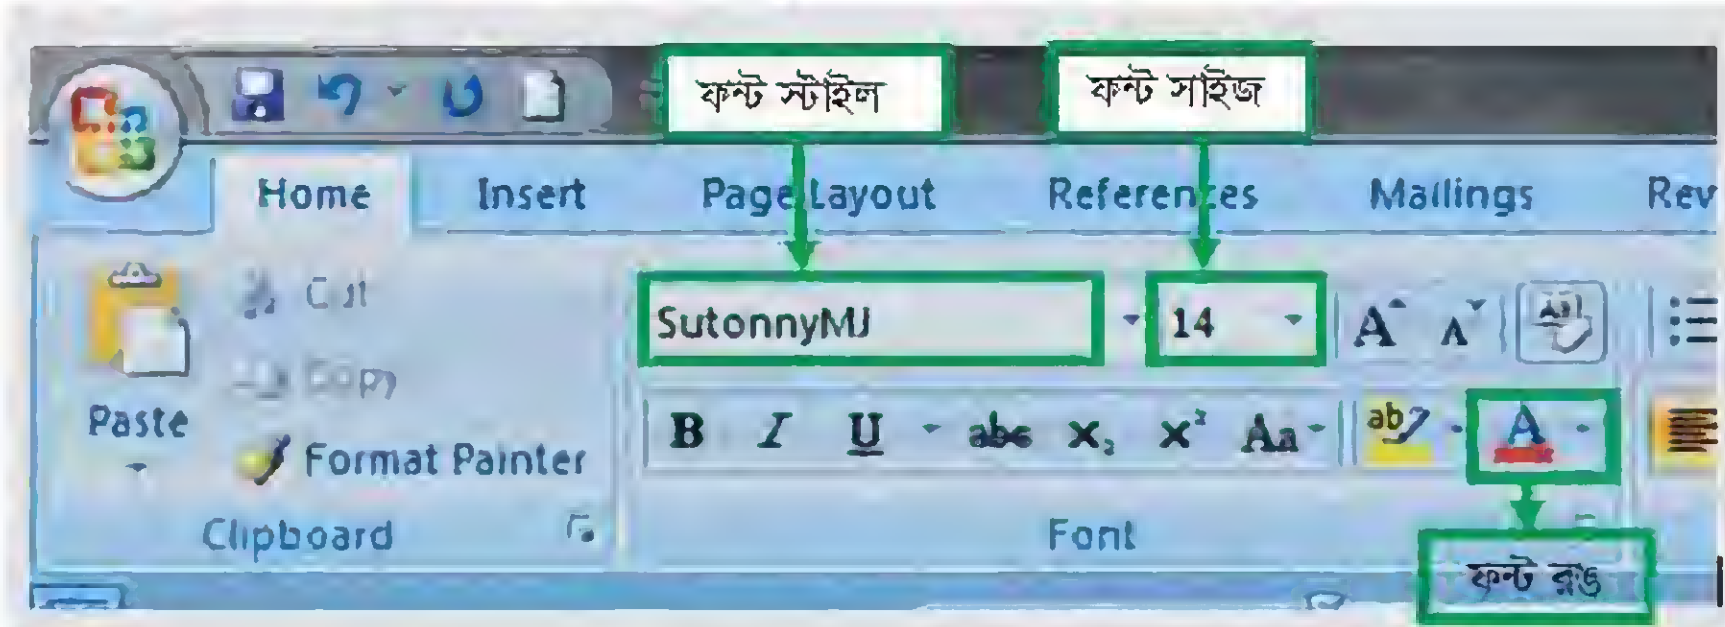 ফন্ট স্টাইল
ফন্ট সাইজ
Home Insert Page Layout References Mailings Rev
Cut
SutonnyMJ 14 A A
Copy
Paste
B I U abc X₂ X² Aa ab A
Format Painter
Clipboard Font
ফন্ট রঙ